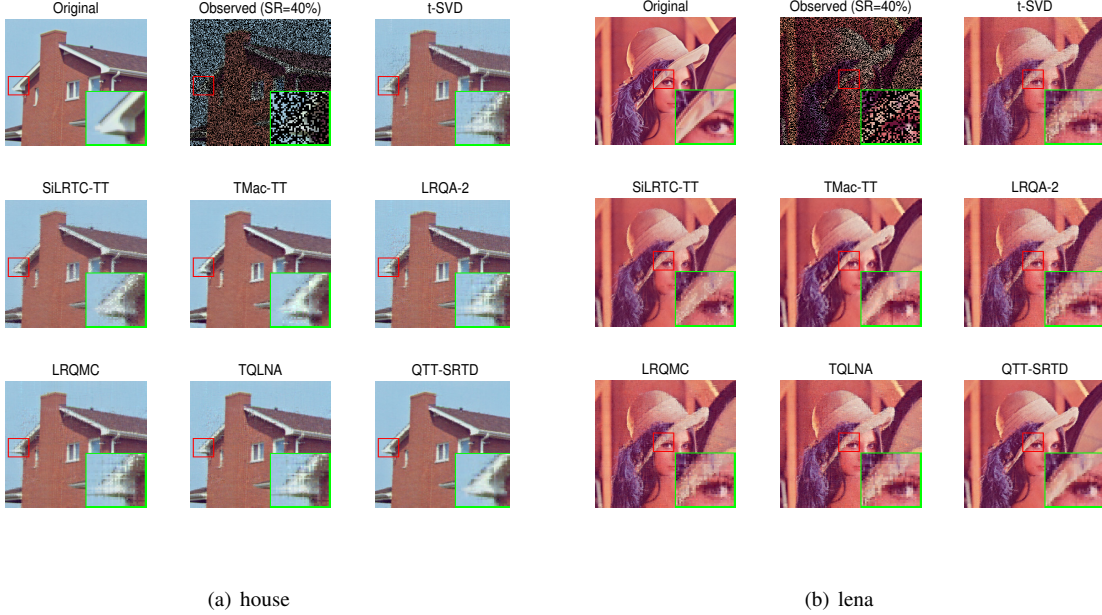 Original Observed (SR=40%) t-SVD
SiLRTC-TT TMac-TT LRQA-2
LRQMC TQLNA QTT-SRTD
(a) house
Original Observed (SR=40%) t-SVD
SiLRTC-TT TMac-TT LRQA-2
LRQMC TQLNA QTT-SRTD
(b) lena